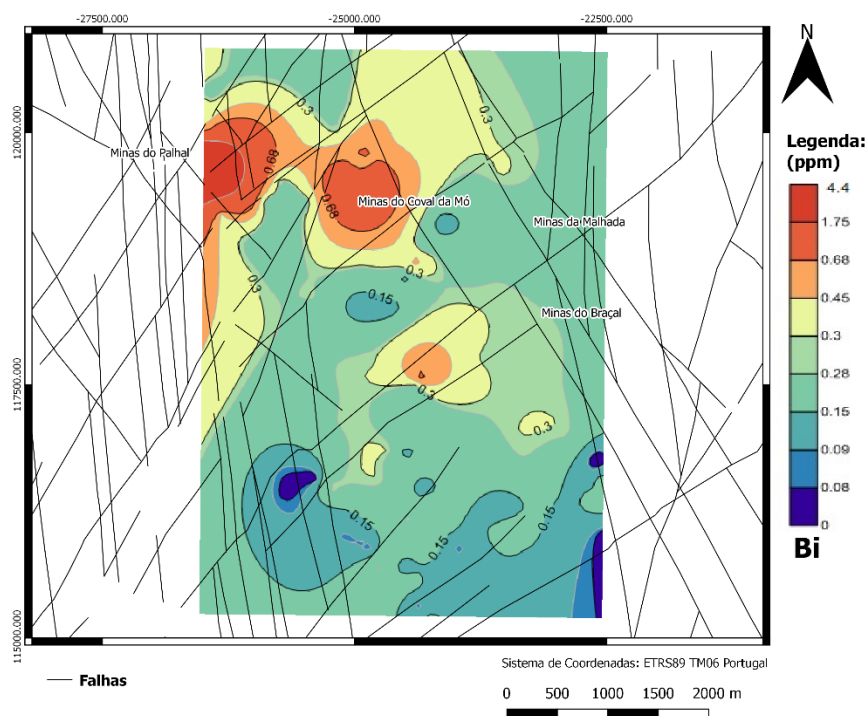 -27500.000
-25000.000
-22500.000
N
120000.000
117500.000
115000.000
Minas do Palhal
Minas do Coval da Mó
Minas da Malhada
Minas do Braçal
0.3
0.3
0.68
0.68
0.3
0.3
0.15
0.3
0.3
0.15
0.15
0.15
Legenda:
(ppm)
4.4
1.75
0.68
0.45
0.3
0.15
0.09
0.08
0
Bi
Sistema de Coordenadas: ETRS89 TM06 Portugal
Falhas
0 500 1000 1500 2000 m